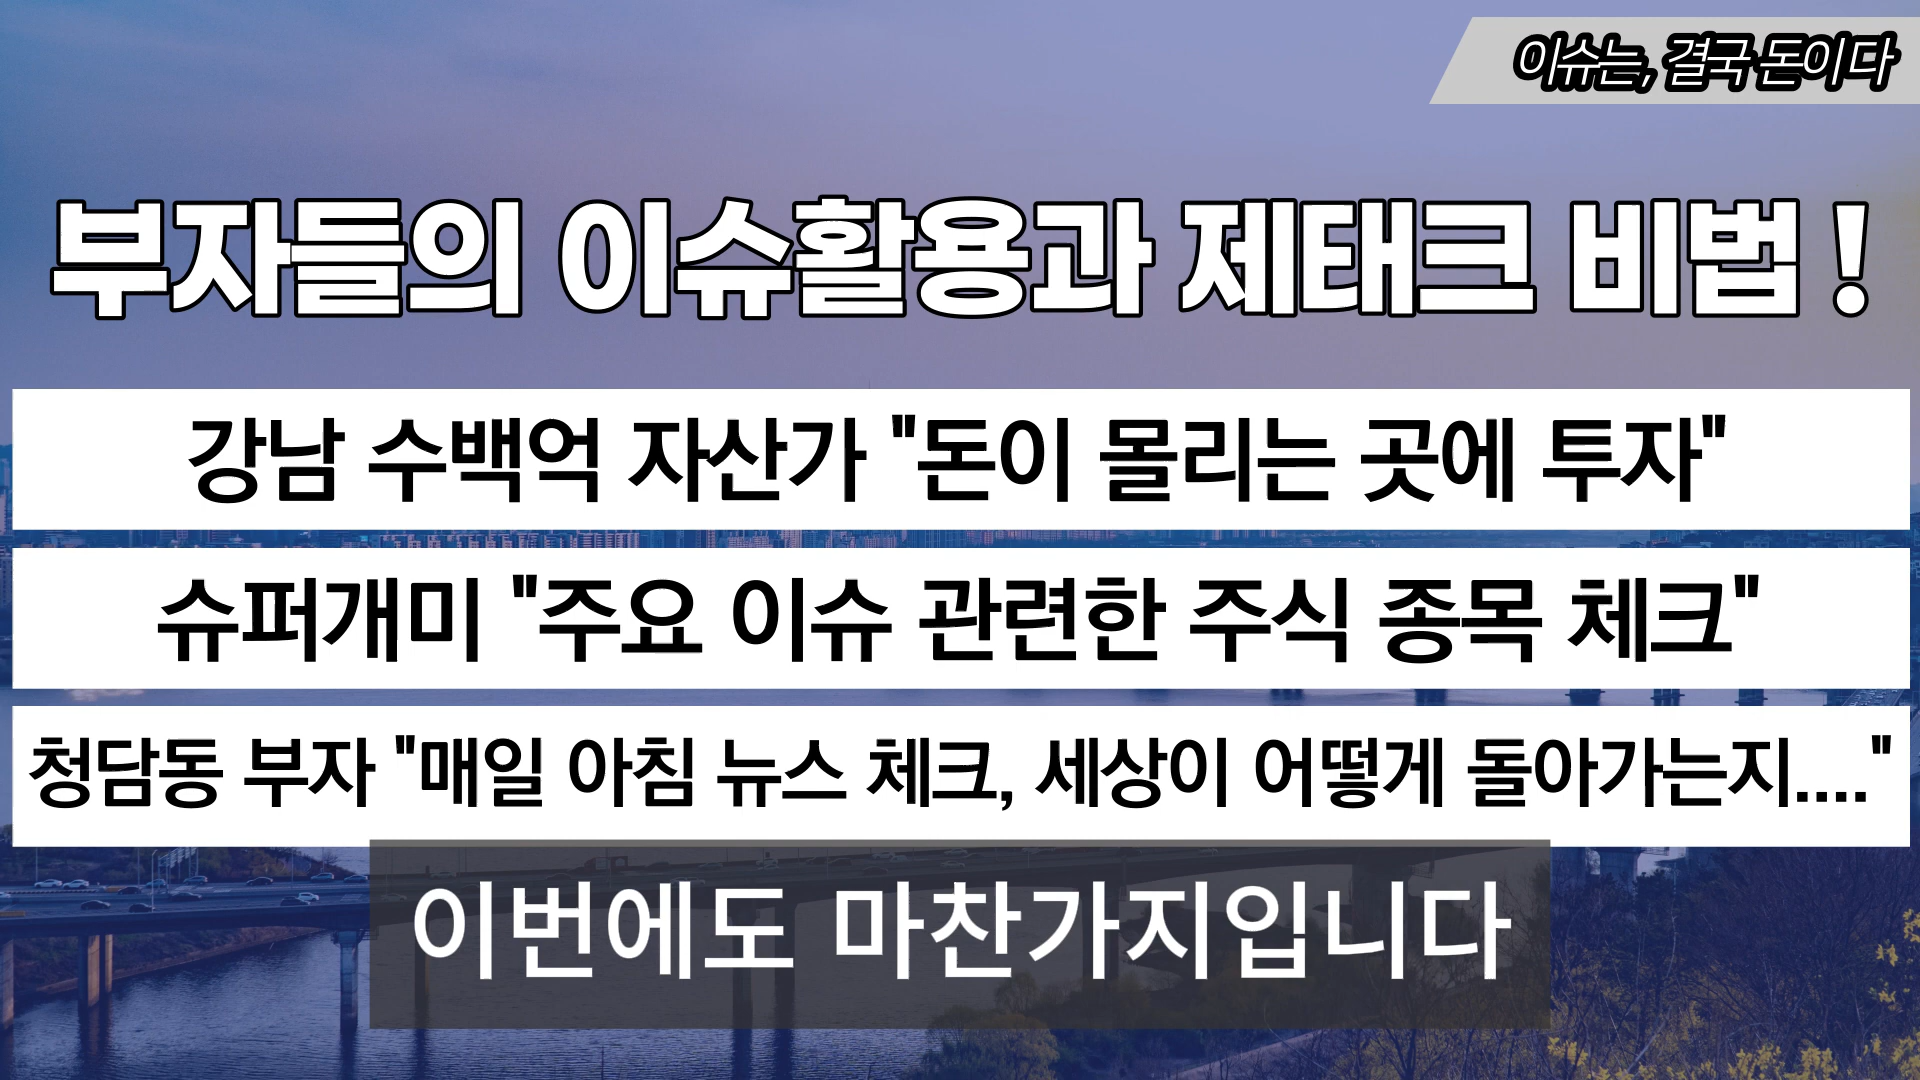 이슈는, 결국 돈이다
부자들의 이슈활용과 제태크 비법 !
강남 수백억 자산가 "돈이 몰리는 곳에 투자"
슈퍼개미 "주요 이슈 관련한 주식 종목 체크"
청담동 부자 "매일 아침 뉴스 체크, 세상이 어떻게 돌아가는지...."
이번에도 마찬가지입니다